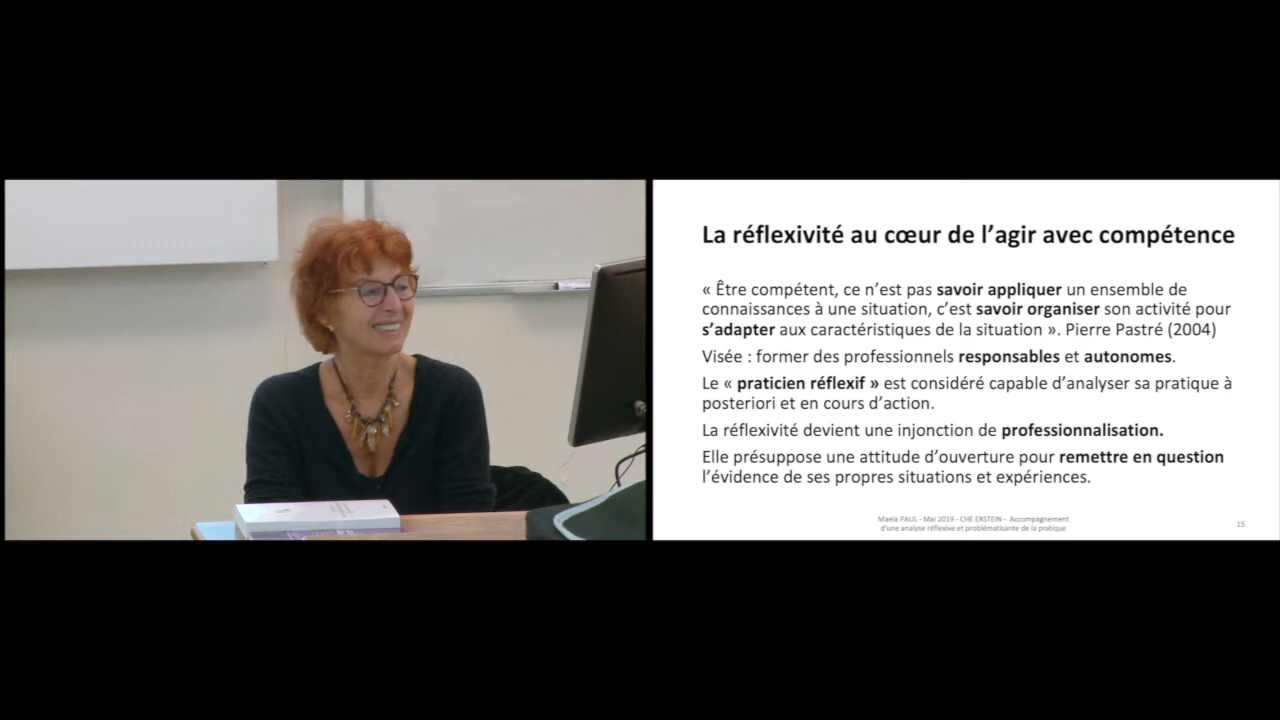 La réflexivité au cœur de l’agir avec compétence
« Être compétent, ce n’est pas savoir appliquer un ensemble de
connaissances à une situation, c’est savoir organiser son activité pour
s’adapter aux caractéristiques de la situation ». Pierre Pastré (2004)
Visée : former des professionnels responsables et autonomes.
Le « praticien réflexif » est considéré capable d’analyser sa pratique à
posteriori et en cours d’action.
La réflexivité devient une injonction de professionnalisation.
Elle présuppose une attitude d’ouverture pour remettre en question
l’évidence de ses propres situations et expériences.
Maela PAUL - Mai 2019 - CHE ERSTEIN - Accompagnement
d'une analyse réflexive et problématisante de la pratique
15